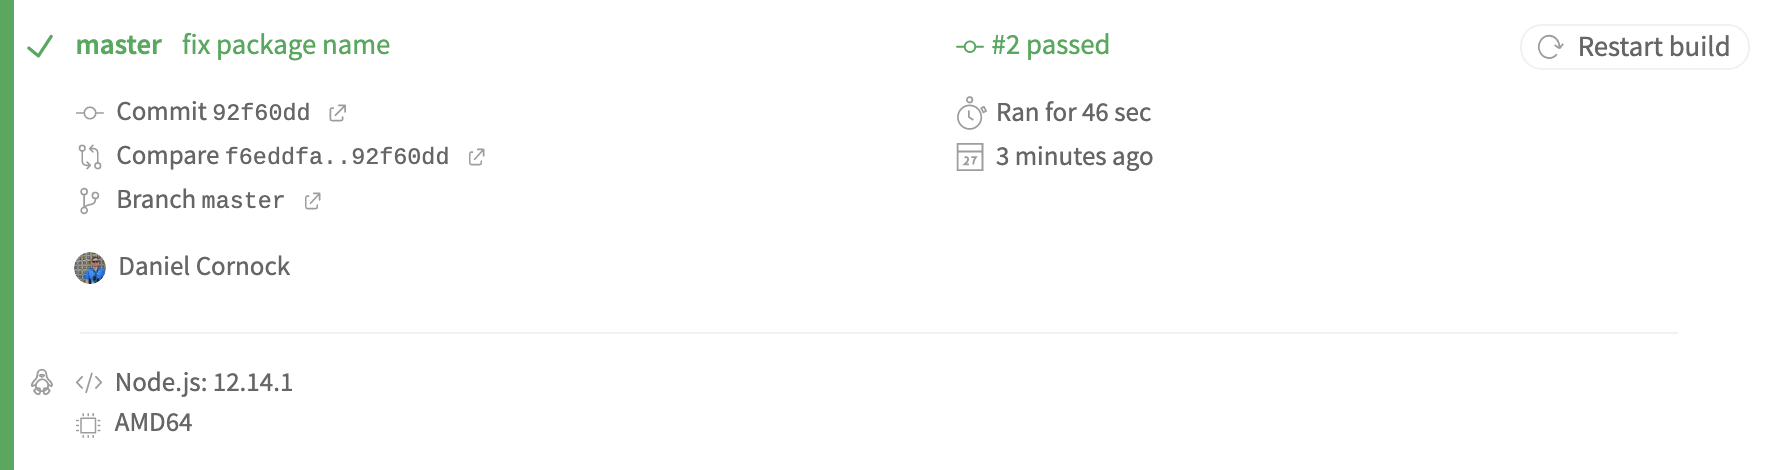 master fix package name
#2 passed
Restart build
Commit 92f60dd
Compare f6eddfa..92f60dd
Branch master
Ran for 46 sec
27
3 minutes ago
Daniel Cornock
</> Node.js: 12.14.1
AMD64